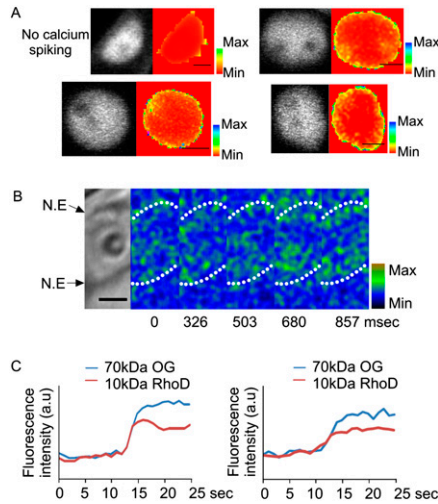 A
No calcium spiking
Max
Min
Max
Min
Max
Min
Max
Min
B
N.E
N.E
Max
Min
0 326 503 680 857 msec
C
70kDa OG
10kDa RhoD
Fluorescence intensity (a.u)
0 5 10 15 20 25 sec
70kDa OG
10kDa RhoD
Fluorescence intensity (a.u)
0 5 10 15 20 25 sec